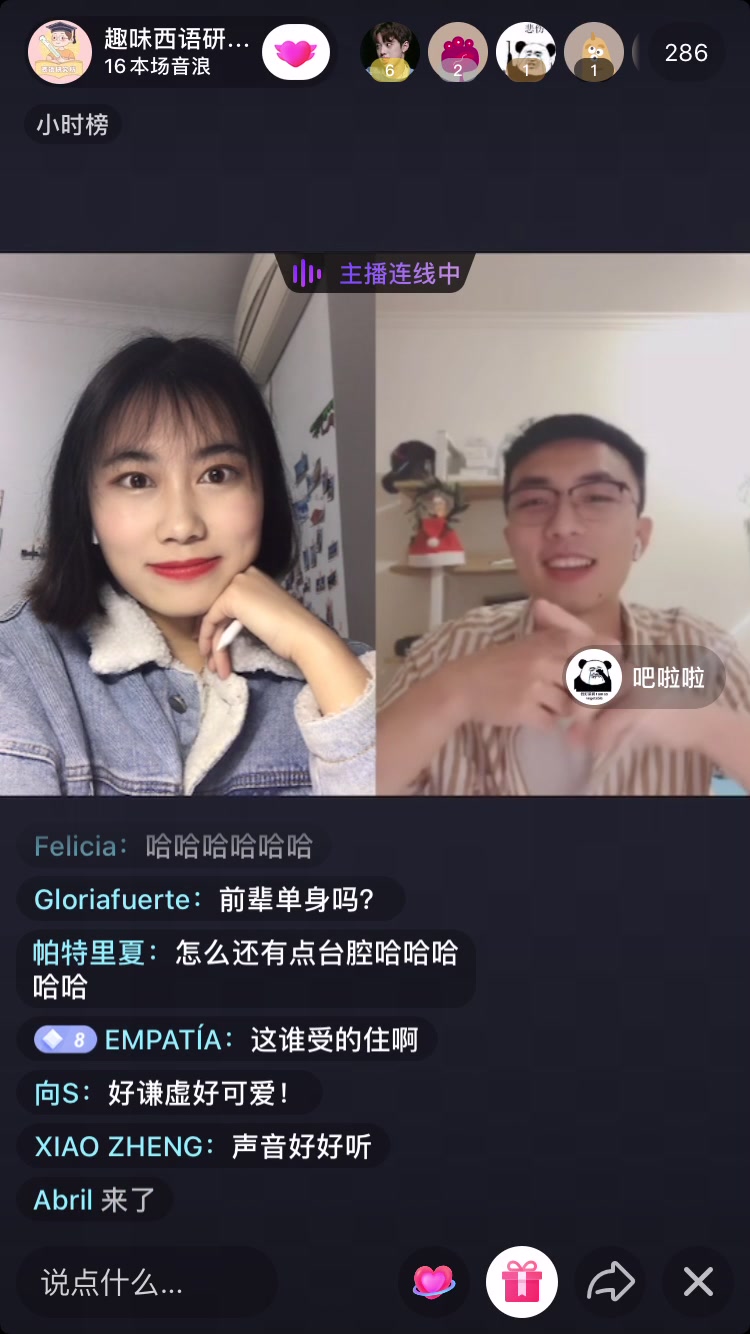 趣味西语研...
16本场音浪
6
2
1
1
286
小时榜
主播连线中
吧啦啦
Felicia：哈哈哈哈哈哈
Gloriafuerte：前辈单身吗？
帕特里夏：怎么还有点台腔哈哈哈
哈哈
8 EMPATÍA：这谁受的住啊
向S：好谦虚好可爱！
XIAO ZHENG：声音好好听
Abril 来了
说点什么...